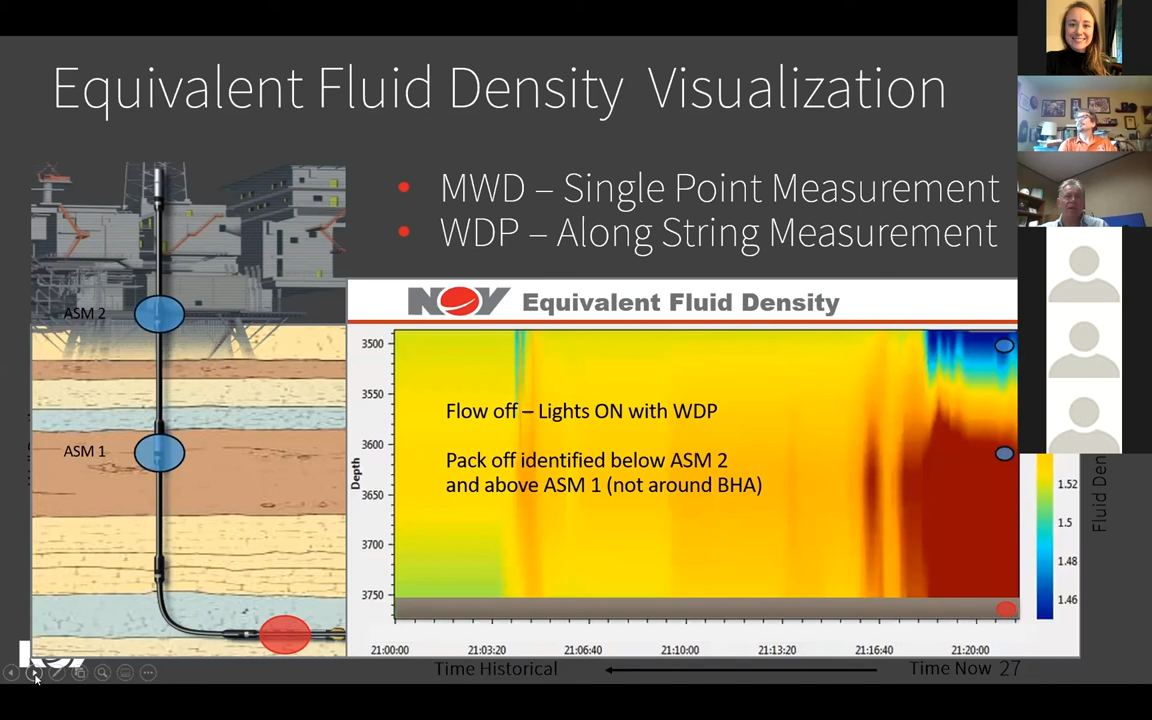 Equivalent Fluid Density Visualization
• MWD – Single Point Measurement
• WDP – Along String Measurement
ASM 2
ASM 1
NOV Equivalent Fluid Density
3500
3550
3600
3650
3700
3750
Depth
Flow off – Lights ON with WDP
Pack off identified below ASM 2
and above ASM 1 (not around BHA)
1.52
1.5
1.48
1.46
Fluid Den
21:00:00 21:03:20 21:06:40 21:10:00 21:13:20 21:16:40 21:20:00
Time Historical Time Now 27